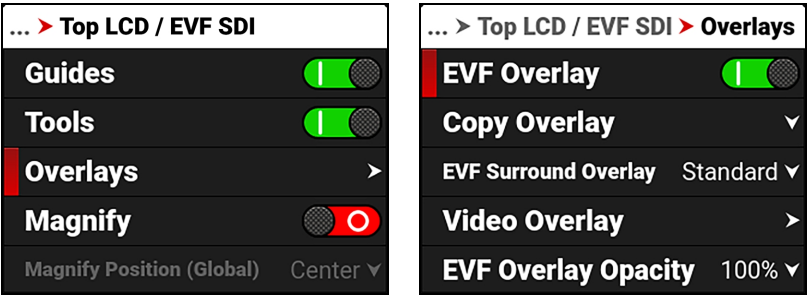 ... ➤ Top LCD / EVF SDI
Guides
Tools
Overlays
Magnify
Magnify Position (Global) Center
... ➤ Top LCD / EVF SDI ➤ Overlays
EVF Overlay
Copy Overlay
EVF Surround Overlay Standard
Video Overlay
EVF Overlay Opacity 100%